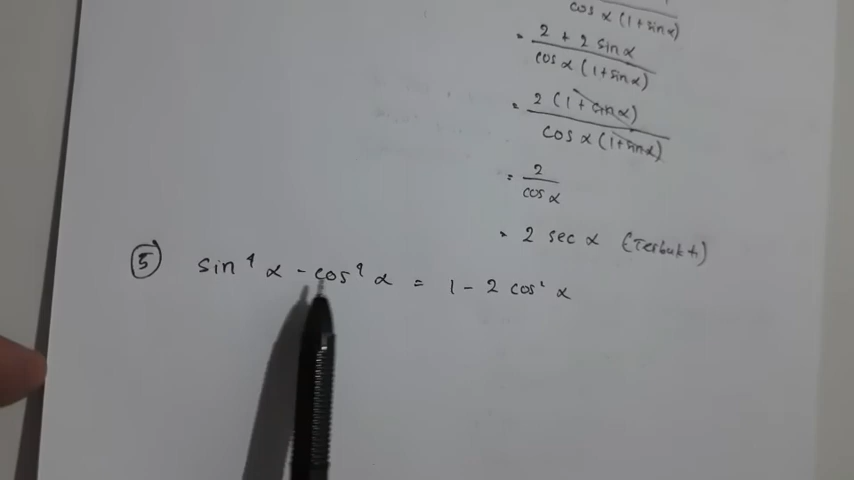 cos α (1 + sin α)
= 2 + 2 sin α
cos α (1 + sin α)
= 2 (1 + sin α)
cos α (1 + sin α)
= 2
cos α
= 2 sec α (Terbukti)
5 sin⁴ α - cos⁴ α = 1 - 2 cos² α